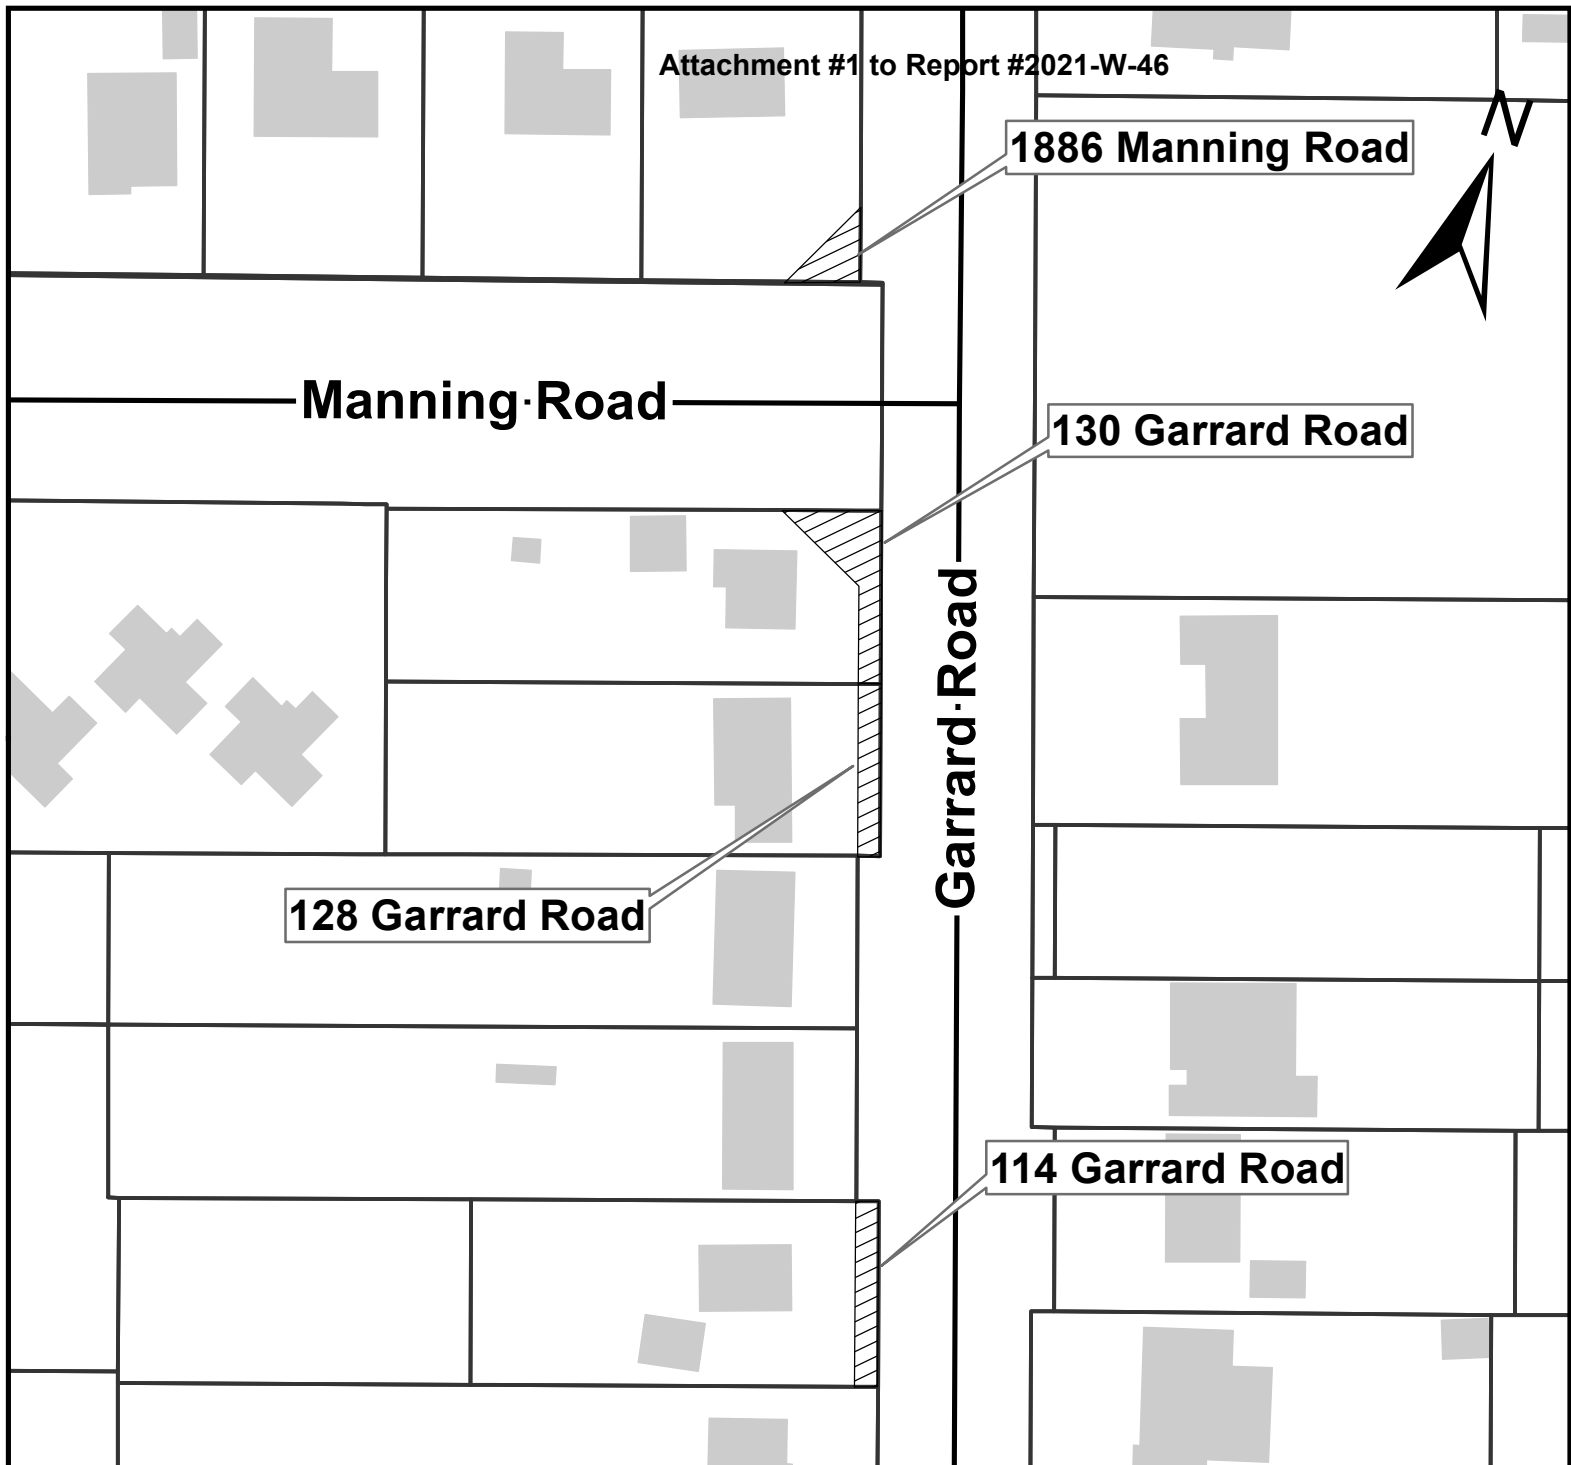 Attachment #1 to Report #2021-W-46
N
1886 Manning Road
Manning·Road
130 Garrard Road
Garrard·Road
128 Garrard Road
114 Garrard Road